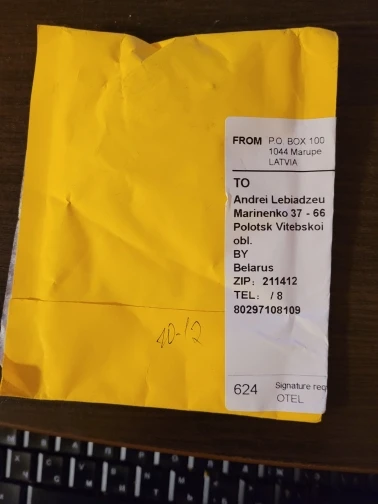 FROM P.O. BOX 100
1044 Marupe
LATVIA
TO
Andrei Lebiadzeu
Marinenko 37 - 66
Polotsk Vitebskoi
obl.
BY
Belarus
ZIP: 211412
TEL: / 8
80297108109
10-12
624 Signature req
OTEL